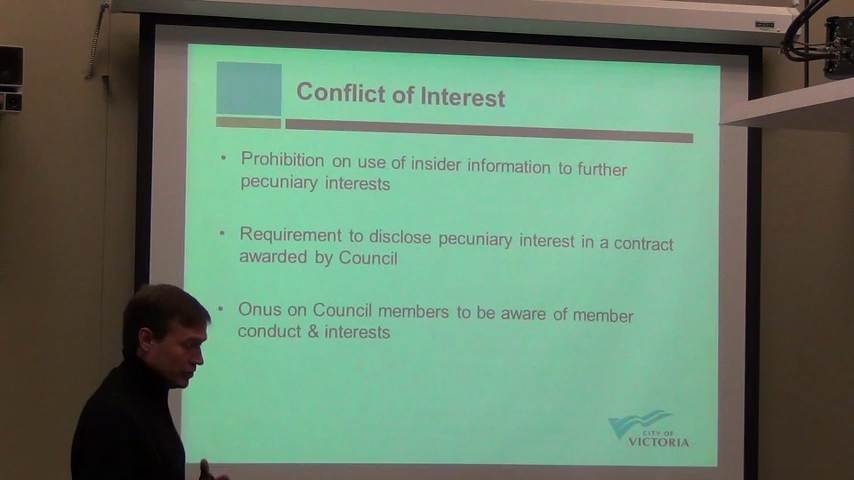 Conflict of Interest
• Prohibition on use of insider information to further
pecuniary interests
• Requirement to disclose pecuniary interest in a contract
awarded by Council
• Onus on Council members to be aware of member
conduct & interests
CITY OF
VICTORIA